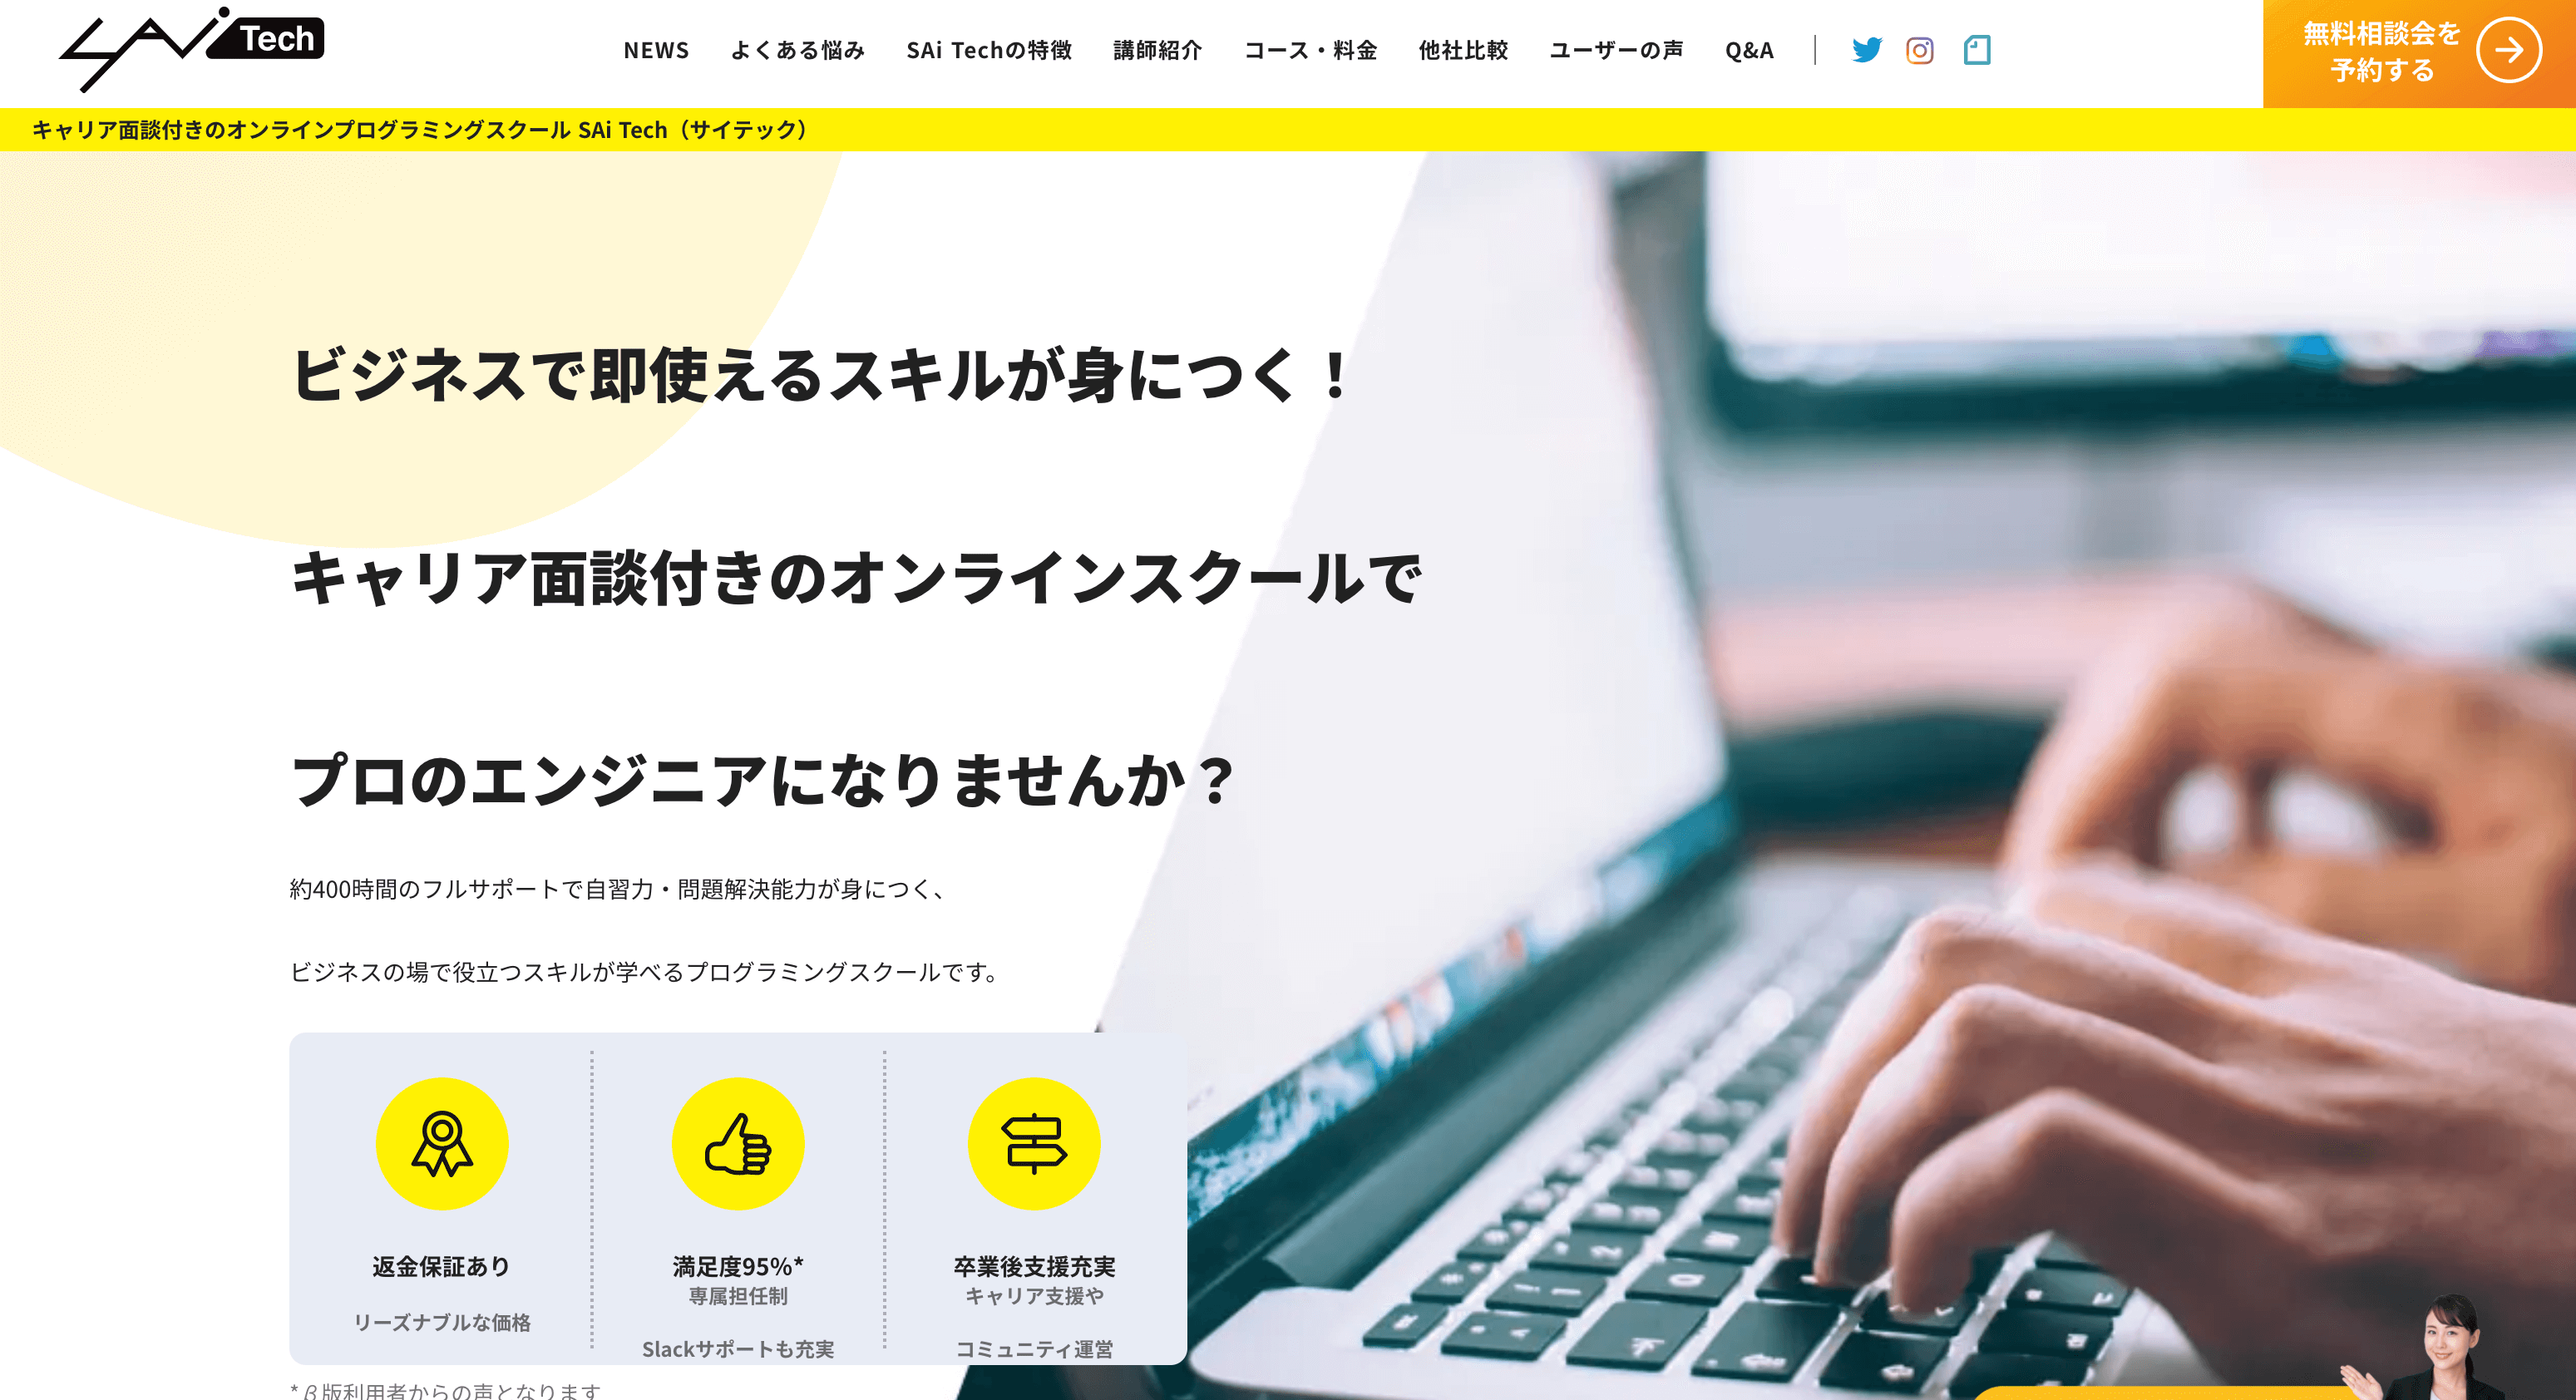 SAi Tech
NEWS よくある悩み SAi Techの特徴 講師紹介 コース・料金 他社比較 ユーザーの声 Q&A
無料相談会を
予約する
キャリア面談付きのオンラインプログラミングスクール SAi Tech（サイテック）
ビジネスで即使えるスキルが身につく！
キャリア面談付きのオンラインスクールで
プロのエンジニアになりませんか？
約400時間のフルサポートで自習力・問題解決能力が身につく、
ビジネスの場で役立つスキルが学べるプログラミングスクールです。
返金保証あり
リーズナブルな価格
満足度95%*
専属担任制
Slackサポートも充実
卒業後支援充実
キャリア支援や
コミュニティ運営
*β版利用者からの声となります